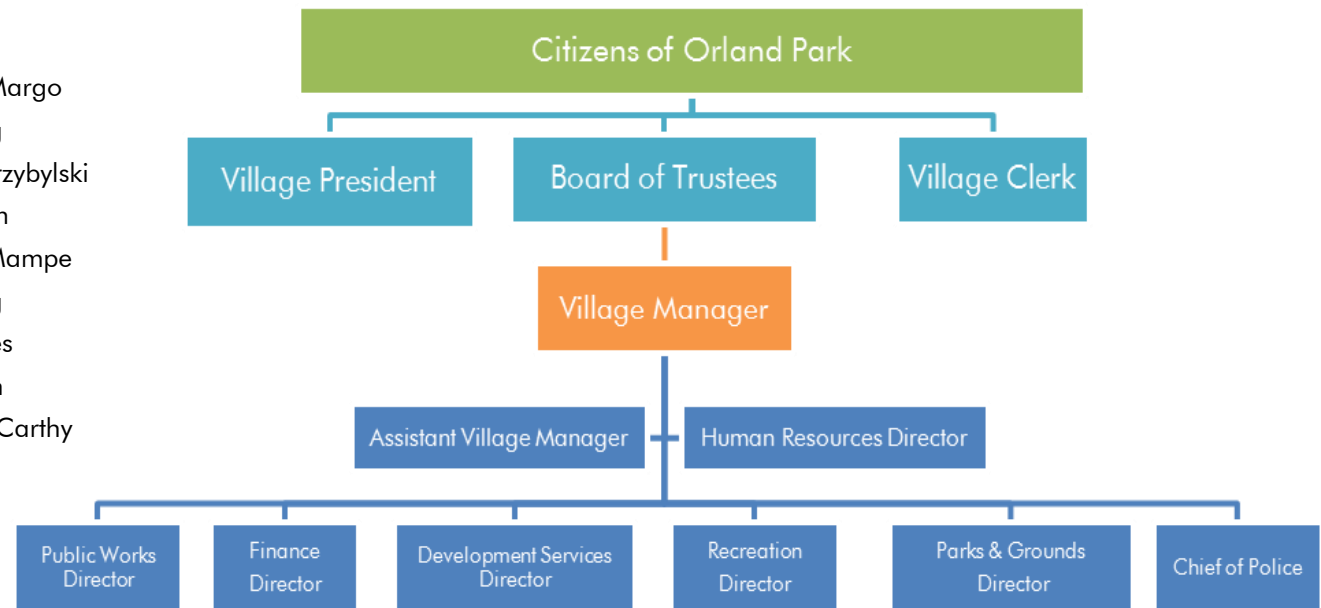 Margo
rzybylski
Mampe
es
Carthy
Citizens of Orland Park
Village President
Board of Trustees
Village Clerk
Village Manager
Assistant Village Manager
Human Resources Director
Public Works
Director
Finance
Director
Development Services
Director
Recreation
Director
Parks & Grounds
Director
Chief of Police